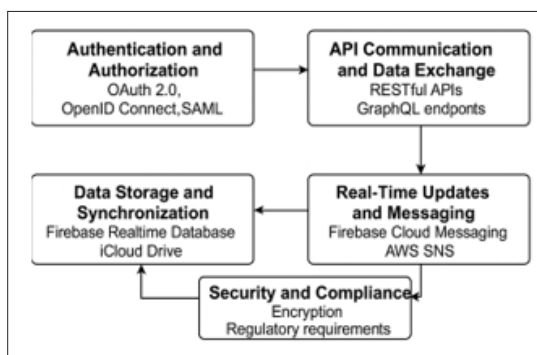 Authentication and
Authorization
OAuth 2.0,
OpenID Connect,SAML
API Communication
and Data Exchange
RESTful APIs
GraphQL endponts
Data Storage and
Synchronization
Firebase Realtime Database
iCloud Drive
Real-Time Updates
and Messaging
Firebase Cloud Messaging
AWS SNS
Security and Compliance
Encryption
Regulatory requirements